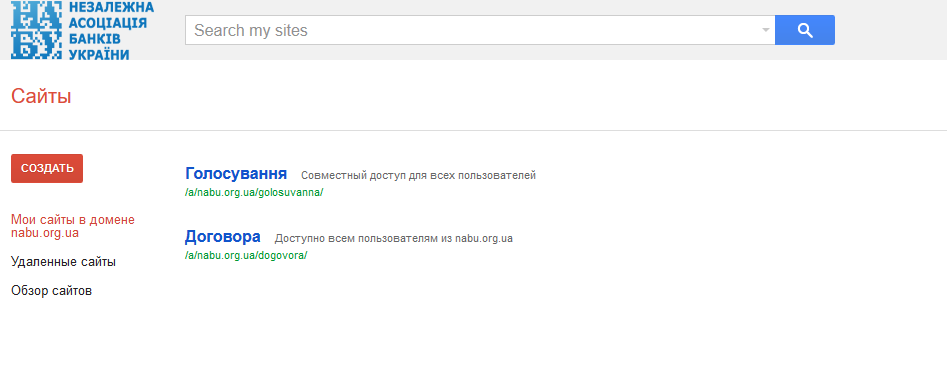 НЕЗАЛЕЖНА
АСОЦІАЦІЯ
БАНКІВ
УКРАЇНИ
Search my sites
Сайты
СОЗДАТЬ
Мои сайты в домене
nabu.org.ua
Удаленные сайты
Обзор сайтов
Голосування Совместный доступ для всех пользователей
/a/nabu.org.ua/golosuvanna/
Договора Доступно всем пользователям из nabu.org.ua
/a/nabu.org.ua/dogovora/